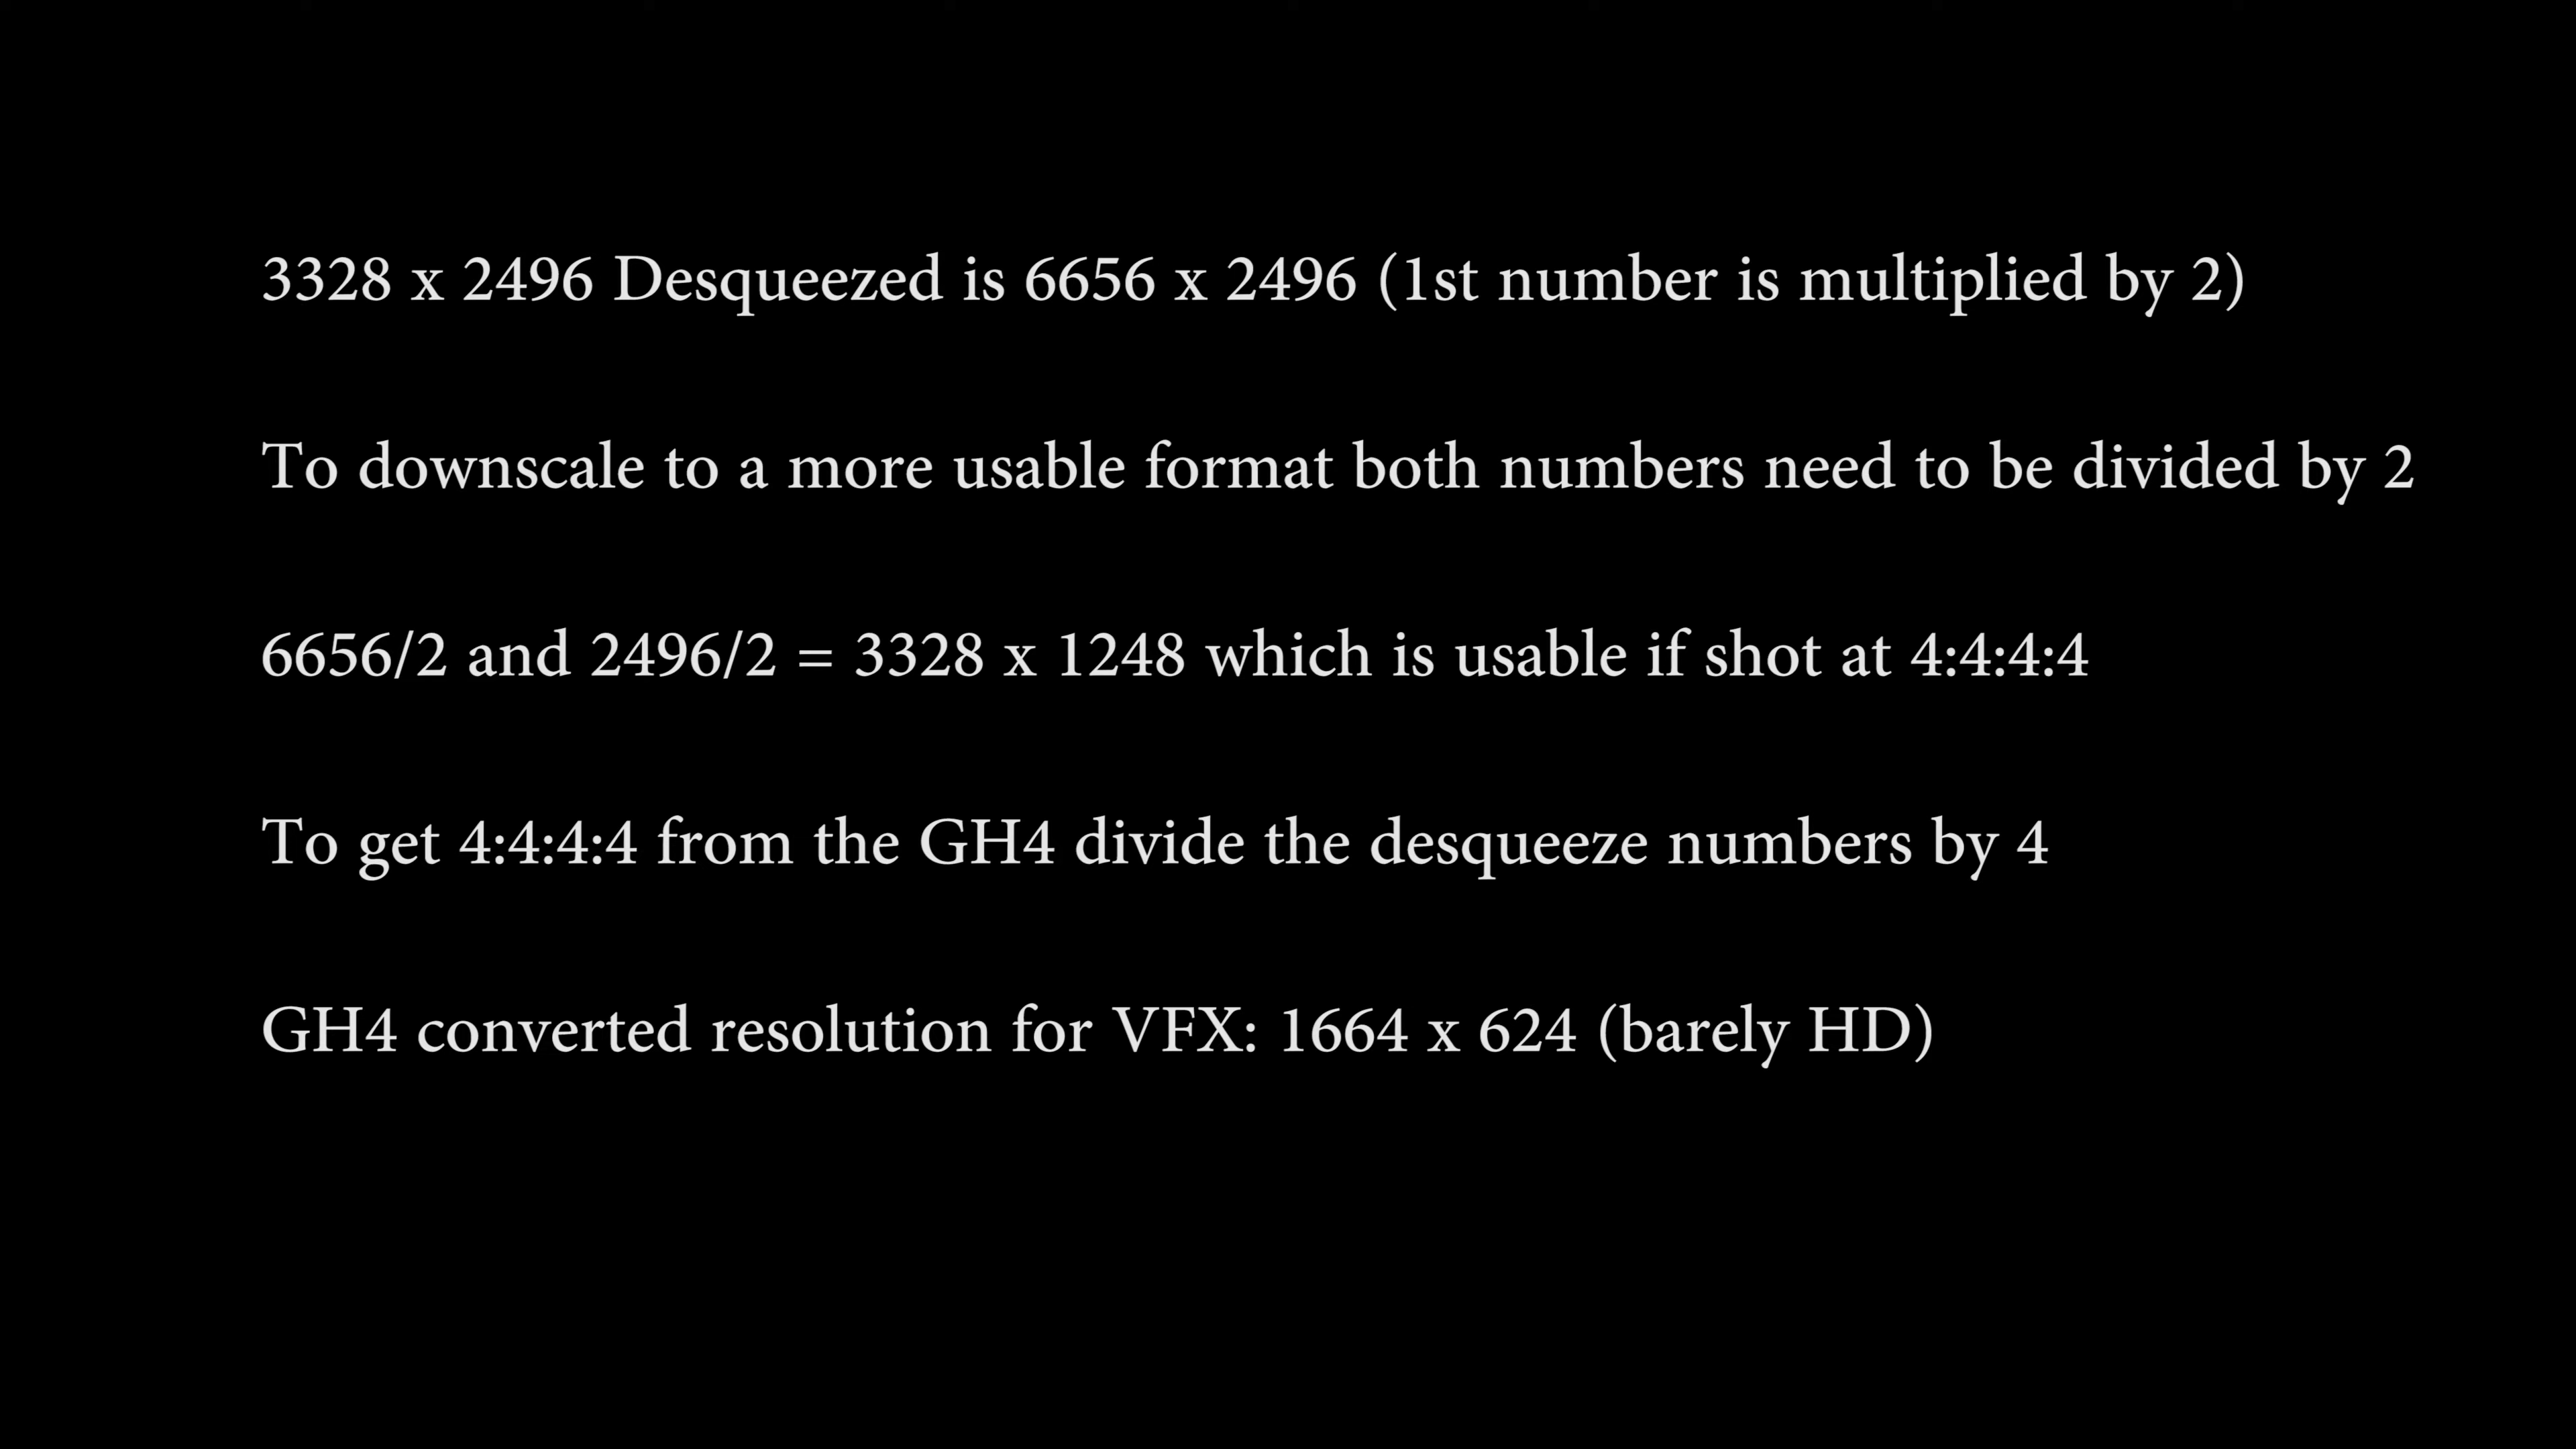 3328 x 2496 Desqueezed is 6656 x 2496 (1st number is multiplied by 2)
To downscale to a more usable format both numbers need to be divided by 2
6656/2 and 2496/2 = 3328 x 1248 which is usable if shot at 4:4:4:4
To get 4:4:4:4 from the GH4 divide the desqueeze numbers by 4
GH4 converted resolution for VFX: 1664 x 624 (barely HD)